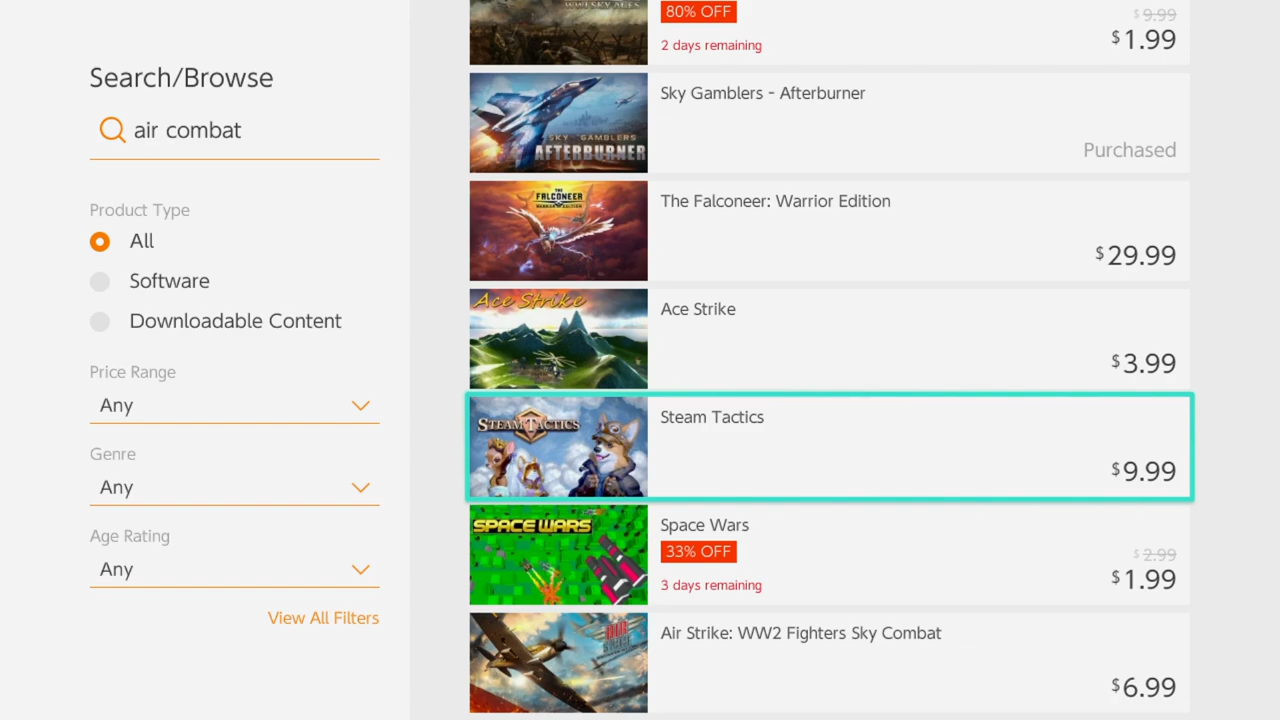 Search/Browse
air combat
Product Type
All
Software
Downloadable Content
Price Range
Any
Genre
Any
Age Rating
Any
View All Filters
80% OFF
$9.99
2 days remaining
$1.99
SKY GAMBLERS
AFTERBURNER
Sky Gamblers - Afterburner
Purchased
THE
FALCONEER
WARRIOR EDITION
The Falconeer: Warrior Edition
$29.99
Ace Strike
Ace Strike
$3.99
STEAM TACTICS
Steam Tactics
$9.99
SPACE WARS
Space Wars
33% OFF
$2.99
3 days remaining
$1.99
AIR
STRIKE
Air Strike: WW2 Fighters Sky Combat
$6.99